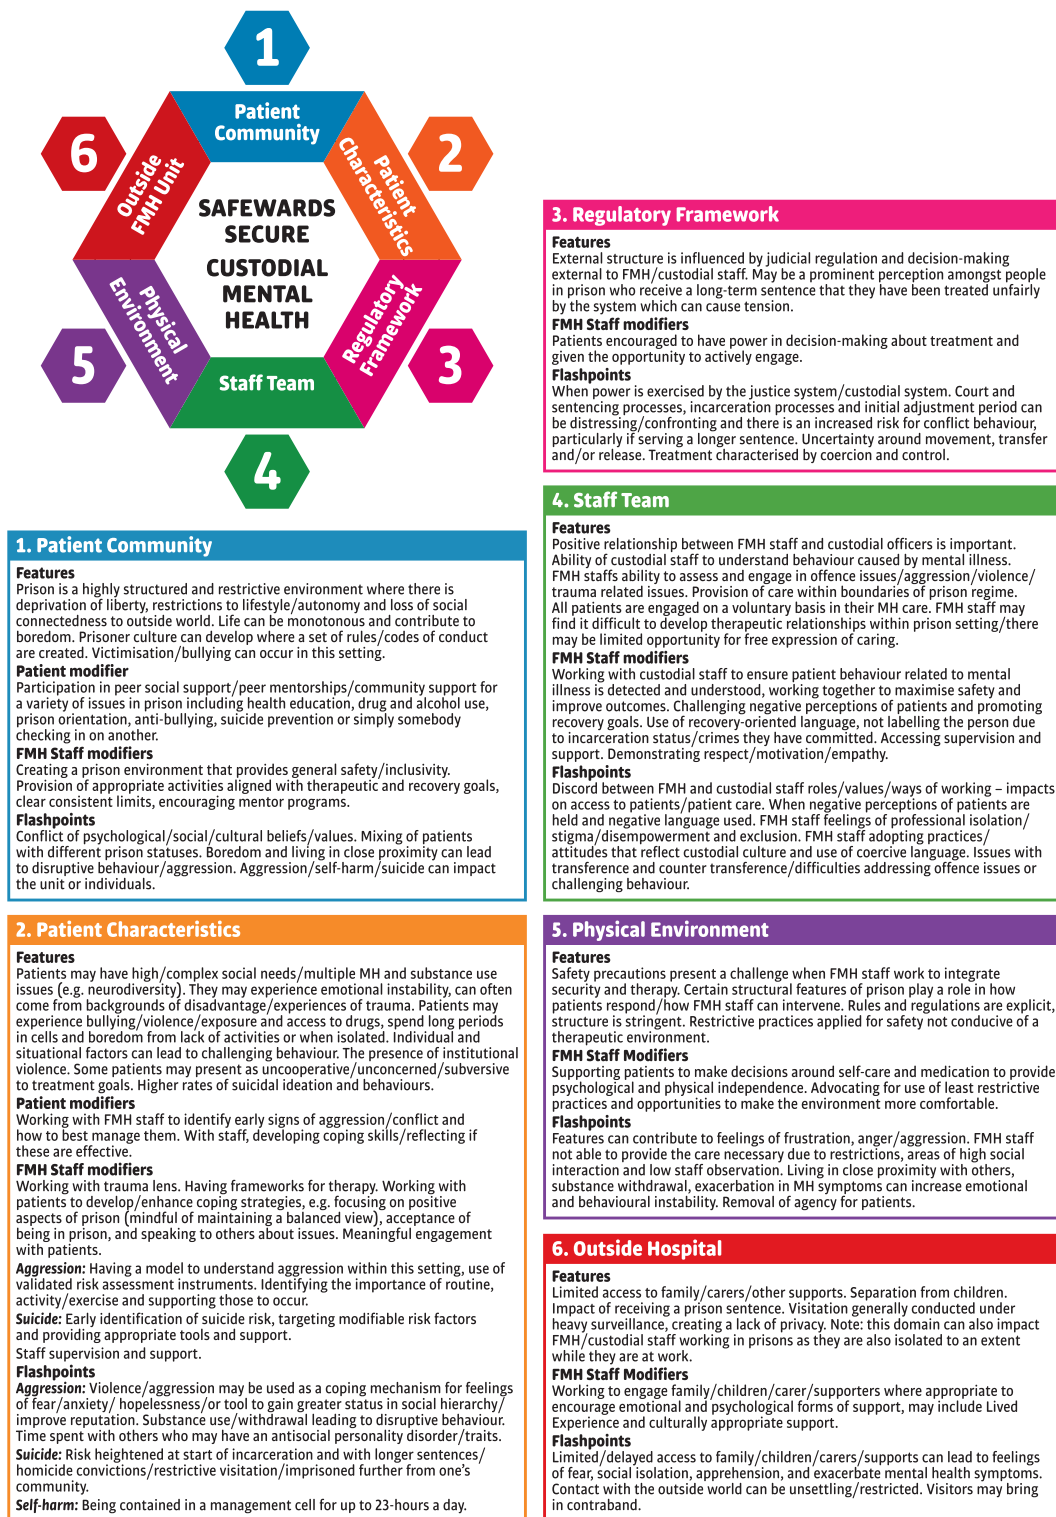 1
Patient
Community
6
Outside
FMH Unit
2
Patient
Characteristics
SAFEWARDS
SECURE
CUSTODIAL
MENTAL
HEALTH
5
Physical
Environment
3
Regulatory
Framework
Staff Team
4
1. Patient Community
Features
Prison is a highly structured and restrictive environment where there is
deprivation of liberty, restrictions to lifestyle/autonomy and loss of social
connectedness to outside world. Life can be monotonous and contribute to
boredom. Prisoner culture can develop where a set of rules/codes of conduct
are created. Victimisation/bullying can occur in this setting.
Patient modifier
Participation in peer social support/peer mentorships/community support for
a variety of issues in prison including health education, drug and alcohol use,
prison orientation, anti-bullying, suicide prevention or simply somebody
checking in on another.
FMH Staff modifiers
Creating a prison environment that provides general safety/inclusivity.
Provision of appropriate activities aligned with therapeutic and recovery goals,
clear consistent limits, encouraging mentor programs.
Flashpoints
Conflict of psychological/social/cultural beliefs/values. Mixing of patients
with different prison statuses. Boredom and living in close proximity can lead
to disruptive behaviour/aggression. Aggression/self-harm/suicide can impact
the unit or individuals.
2. Patient Characteristics
Features
Patients may have high/complex social needs/multiple MH and substance use
issues (e.g. neurodiversity). They may experience emotional instability, can often
come from backgrounds of disadvantage/experiences of trauma. Patients may
experience bullying/violence/exposure and access to drugs, spend long periods
in cells and boredom from lack of activities or when isolated. Individual and
situational factors can lead to challenging behaviour. The presence of institutional
violence. Some patients may present as uncooperative/unconcerned/subversive
to treatment goals. Higher rates of suicidal ideation and behaviours.
Patient modifiers
Working with FMH staff to identify early signs of aggression/conflict and
how to best manage them. With staff, developing coping skills/reflecting if
these are effective.
FMH Staff modifiers
Working with trauma lens. Having frameworks for therapy. Working with
patients to develop/enhance coping strategies, e.g. focusing on positive
aspects of prison (mindful of maintaining a balanced view), acceptance of
being in prison, and speaking to others about issues. Meaningful engagement
with patients.
Aggression: Having a model to understand aggression within this setting, use of
validated risk assessment instruments. Identifying the importance of routine,
activity/exercise and supporting those to occur.
Suicide: Early identification of suicide risk, targeting modifiable risk factors
and providing appropriate tools and support.
Staff supervision and support.
Flashpoints
Aggression: Violence/aggression may be used as a coping mechanism for feelings
of fear/anxiety/ hopelessness/or tool to gain greater status in social hierarchy/
improve reputation. Substance use/withdrawal leading to disruptive behaviour.
Time spent with others who may have an antisocial personality disorder/traits.
Suicide: Risk heightened at start of incarceration and with longer sentences/
homicide convictions/restrictive visitation/imprisoned further from one's
community.
Self-harm: Being contained in a management cell for up to 23-hours a day.
3. Regulatory Framework
Features
External structure is influenced by judicial regulation and decision-making
external to FMH/custodial staff. May be a prominent perception amongst people
in prison who receive a long-term sentence that they have been treated unfairly
by the system which can cause tension.
FMH Staff modifiers
Patients encouraged to have power in decision-making about treatment and
given the opportunity to actively engage.
Flashpoints
When power is exercised by the justice system/custodial system. Court and
sentencing processes, incarceration processes and initial adjustment period can
be distressing/confronting and there is an increased risk for conflict behaviour,
particularly if serving a longer sentence. Uncertainty around movement, transfer
and/or release. Treatment characterised by coercion and control.
4. Staff Team
Features
Positive relationship between FMH staff and custodial officers is important.
Ability of custodial staff to understand behaviour caused by mental illness.
FMH staffs ability to assess and engage in offence issues/aggression/violence/
trauma related issues. Provision of care within boundaries of prison regime.
All patients are engaged on a voluntary basis in their MH care. FMH staff may
find it difficult to develop therapeutic relationships within prison setting/there
may be limited opportunity for free expression of caring.
FMH Staff modifiers
Working with custodial staff to ensure patient behaviour related to mental
illness is detected and understood, working together to maximise safety and
improve outcomes. Challenging negative perceptions of patients and promoting
recovery goals. Use of recovery-oriented language, not labelling the person due
to incarceration status/crimes they have committed. Accessing supervision and
support. Demonstrating respect/motivation/empathy.
Flashpoints
Discord between FMH and custodial staff roles/values/ways of working – impacts
on access to patients/patient care. When negative perceptions of patients are
held and negative language used. FMH staff feelings of professional isolation/
stigma/disempowerment and exclusion. FMH staff adopting practices/
attitudes that reflect custodial culture and use of coercive language. Issues with
transference and counter transference/difficulties addressing offence issues or
challenging behaviour.
5. Physical Environment
Features
Safety precautions present a challenge when FMH staff work to integrate
security and therapy. Certain structural features of prison play a role in how
patients respond/how FMH staff can intervene. Rules and regulations are explicit,
structure is stringent. Restrictive practices applied for safety not conducive of a
therapeutic environment.
FMH Staff Modifiers
Supporting patients to make decisions around self-care and medication to provide
psychological and physical independence. Advocating for use of least restrictive
practices and opportunities to make the environment more comfortable.
Flashpoints
Features can contribute to feelings of frustration, anger/aggression. FMH staff
not able to provide the care necessary due to restrictions, areas of high social
interaction and low staff observation. Living in close proximity with others,
substance withdrawal, exacerbation in MH symptoms can increase emotional
and behavioural instability. Removal of agency for patients.
6. Outside Hospital
Features
Limited access to family/carers/other supports. Separation from children.
Impact of receiving a prison sentence. Visitation generally conducted under
heavy surveillance, creating a lack of privacy. Note: this domain can also impact
FMH/custodial staff working in prisons as they are also isolated to an extent
while they are at work.
FMH Staff Modifiers
Working to engage family/children/carer/supporters where appropriate to
encourage emotional and psychological forms of support, may include Lived
Experience and culturally appropriate support.
Flashpoints
Limited/delayed access to family/children/carers/supports can lead to feelings
of fear, social isolation, apprehension, and exacerbate mental health symptoms.
Contact with the outside world can be unsettling/restricted. Visitors may bring
in contraband.